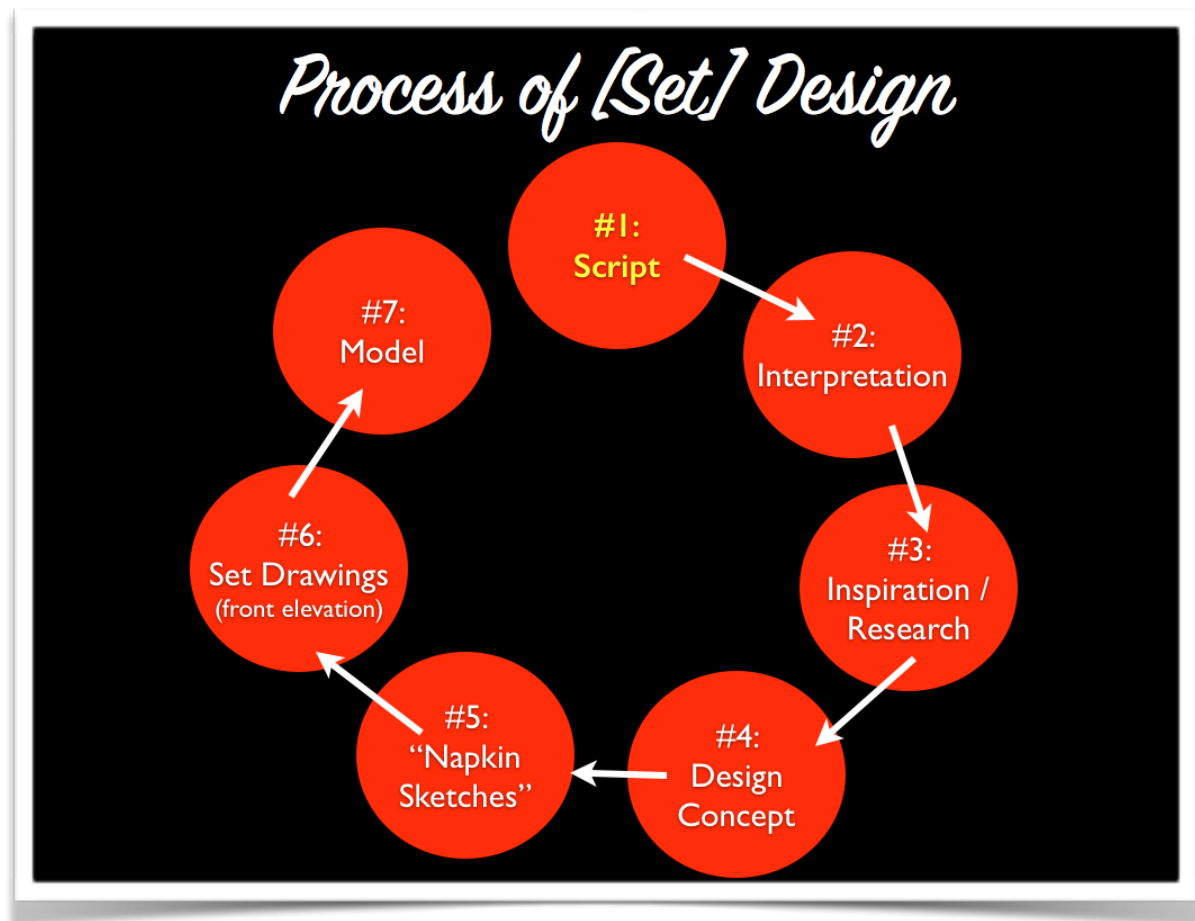 Process of [Set] Design
#1:
Script
#2:
Interpretation
#3:
Inspiration /
Research
#4:
Design
Concept
#5:
“Napkin
Sketches”
#6:
Set Drawings
(front elevation)
#7:
Model